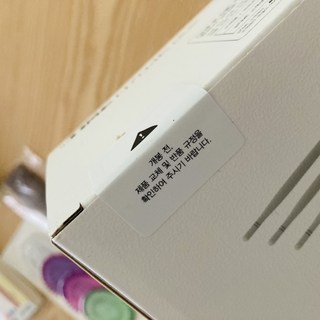 개봉 전,
제품 교체 및 반품 규정을
확인하여 주시기 바랍니다.